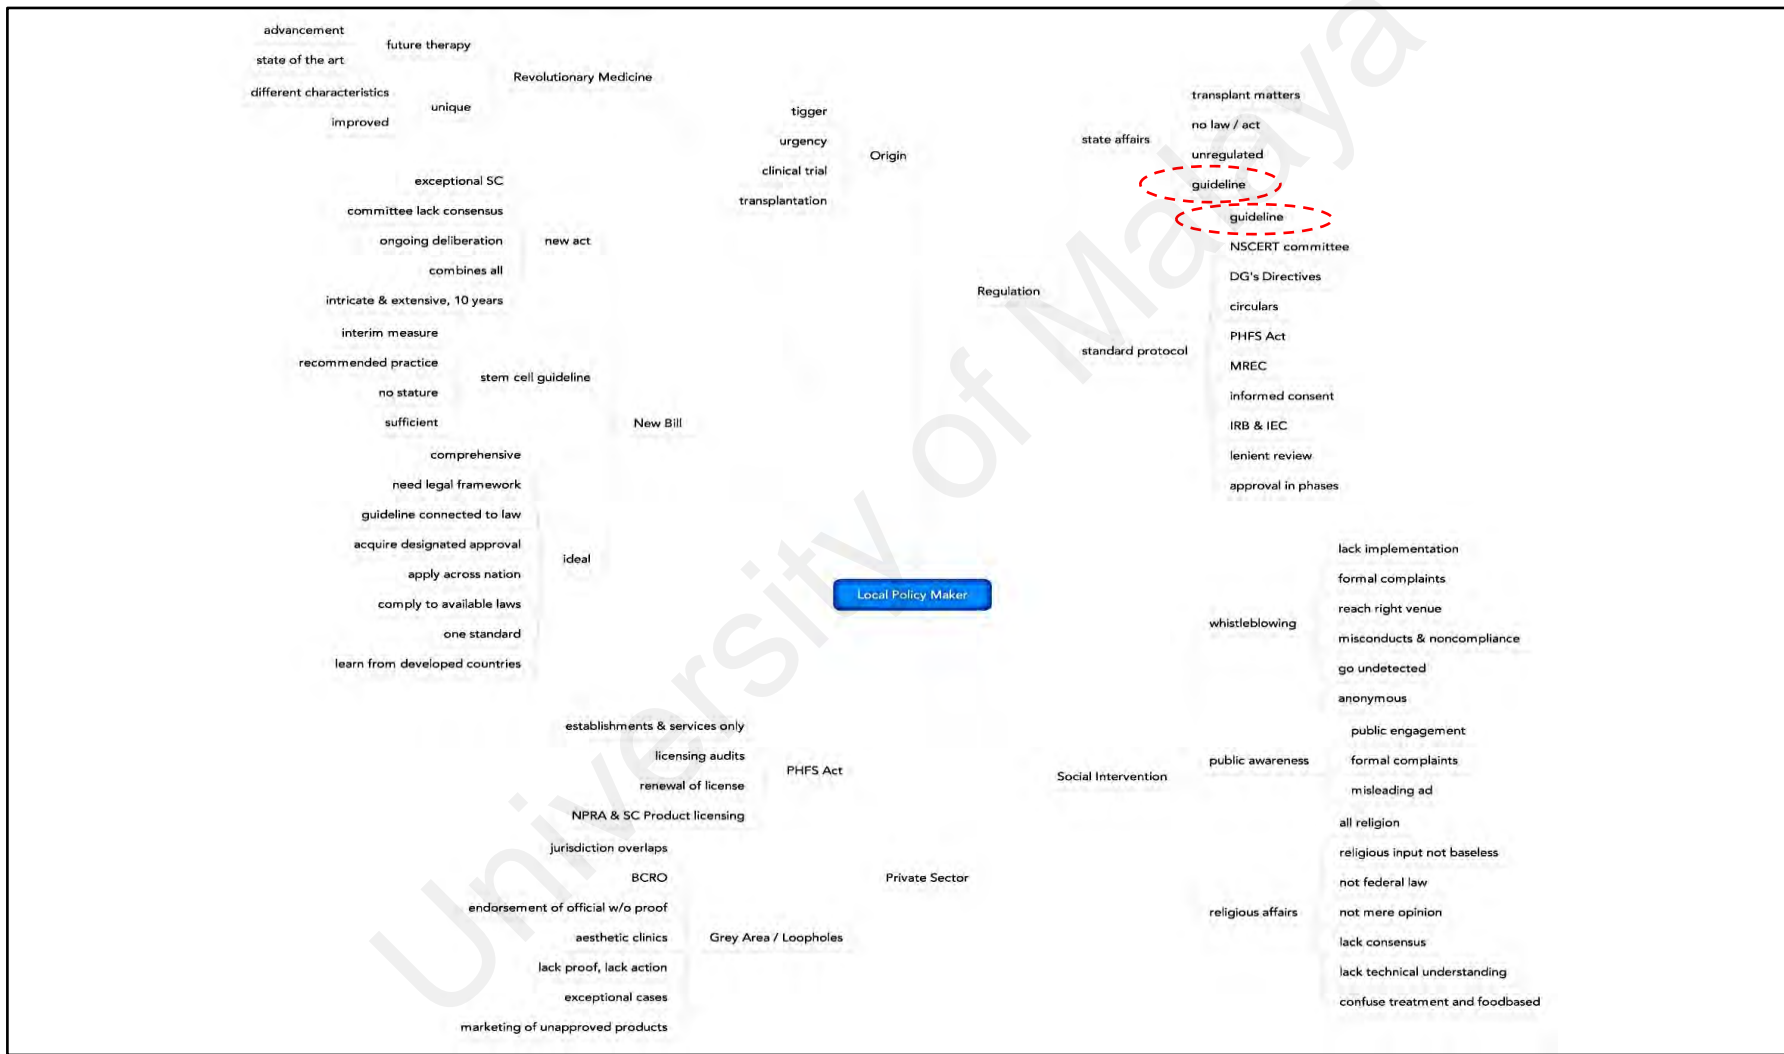 advancement
state of the art
future therapy
different characteristics
improved
unique
Revolutionary Medicine
tigger
urgency
clinical trial
transplantation
Origin
exceptional SC
committee lack consensus
ongoing deliberation
combines all
intricate & extensive, 10 years
new act
interim measure
recommended practice
no stature
sufficient
stem cell guideline
comprehensive
need legal framework
guideline connected to law
acquire designated approval
apply across nation
comply to available laws
one standard
learn from developed countries
ideal
New Bill
establishments & services only
licensing audits
renewal of license
NPRA & SC Product licensing
PHFS Act
jurisdiction overlaps
BCRO
endorsement of official w/o proof
aesthetic clinics
lack proof, lack action
exceptional cases
marketing of unapproved products
Grey Area / Loopholes
Private Sector
Local Policy Maker
Regulation
state affairs
transplant matters
no law / act
unregulated
guideline
standard protocol
guideline
NSCERT committee
DG's Directives
circulars
PHFS Act
MREC
informed consent
IRB & IEC
lenient review
approval in phases
Social Intervention
whistleblowing
lack implementation
formal complaints
reach right venue
misconducts & noncompliance
go undetected
anonymous
public awareness
public engagement
formal complaints
misleading ad
religious affairs
all religion
religious input not baseless
not federal law
not mere opinion
lack consensus
lack technical understanding
confuse treatment and foodbased
University of Malaya